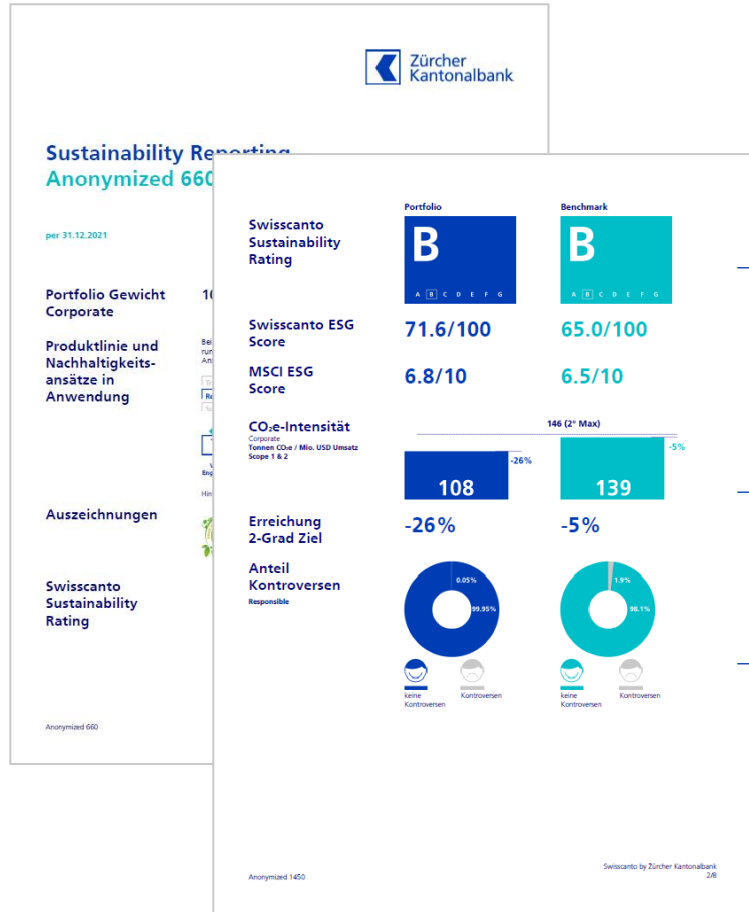 Zürcher
Kantonalbank
Sustainability Reporting
Anonymized 660
per 31.12.2021
Portfolio Gewicht
Corporate
Produktlinie und
Nachhaltigkeits-
ansätze in
Anwendung
Auszeichnungen
Swisscanto
Sustainability
Rating
Anonymized 660
Portfolio
Benchmark
Swisscanto
Sustainability
Rating
B
A B C D E F G
B
A B C D E F G
Swisscanto ESG
Score
71.6/100
65.0/100
MSCI ESG
Score
6.8/10
6.5/10
CO₂e-Intensität
Corporate
Tonnen CO₂e / Mio. USD Umsatz
Scope 1 & 2
146 (2° Max)
-26%
-5%
108
139
Erreichung
2-Grad Ziel
-26%
-5%
Anteil
Kontroversen
Responsible
0.05%
99.95%
1.9%
98.1%
keine
Kontroversen
Kontroversen
keine
Kontroversen
Kontroversen
Anonymized 1450
Swisscanto by Zürcher Kantonalbank
2/8